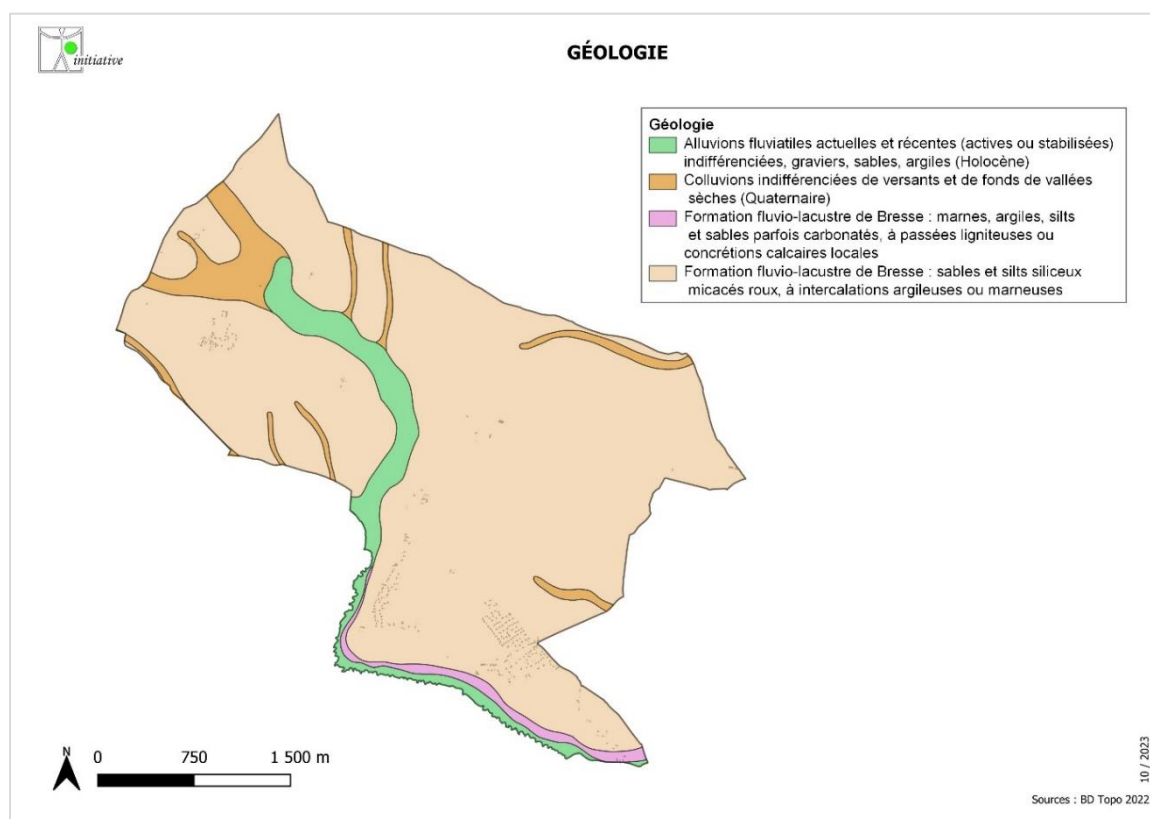 initiative
GÉOLOGIE
Géologie
Alluvions fluviatiles actuelles et récentes (actives ou stabilisées)
indifférenciées, graviers, sables, argiles (Holocène)
Colluvions indifférenciées de versants et de fonds de vallées
sèches (Quaternaire)
Formation fluvio-lacustre de Bresse : marnes, argiles, silts
et sables parfois carbonatés, à passées ligniteuses ou
concrétions calcaires locales
Formation fluvio-lacustre de Bresse : sables et silts siliceux
micacés roux, à intercalations argileuses ou marneuses
N
0 750 1 500 m
10 / 2023
Sources : BD Topo 2022